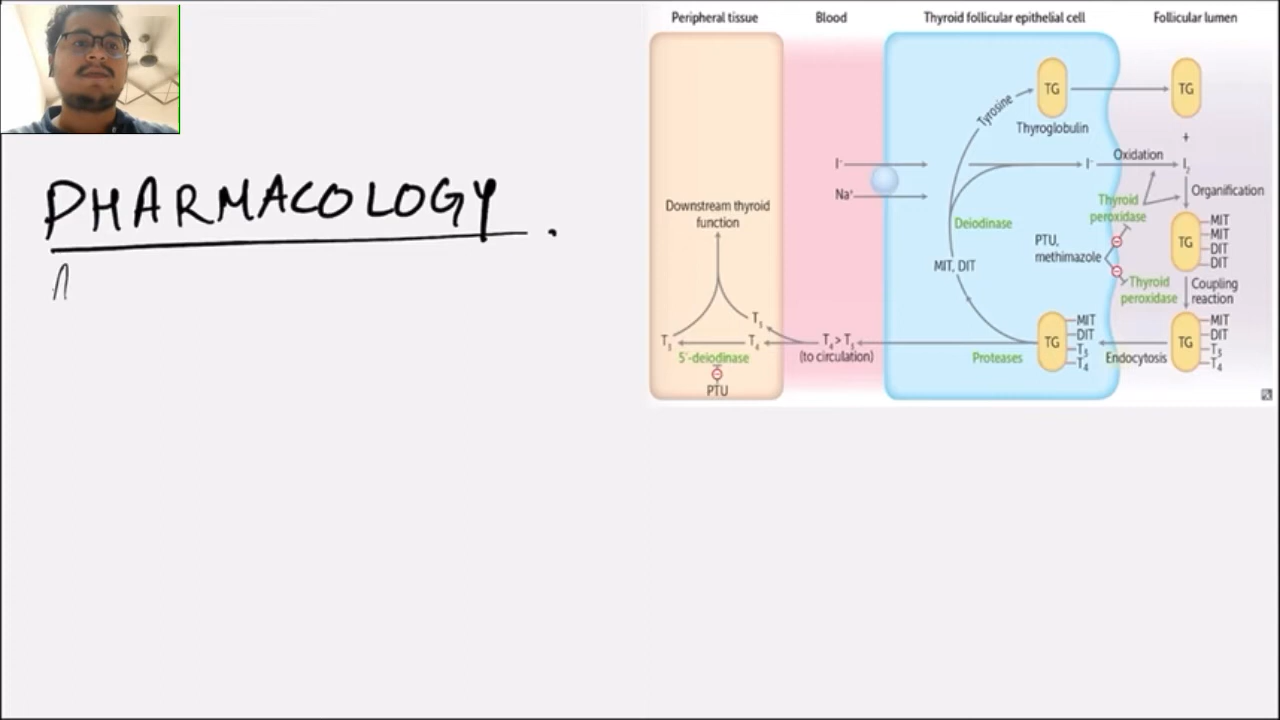 Peripheral tissue
Blood
Thyroid follicular epithelial cell
Follicular lumen
TG
TG
Tyrosine
Thyroglobulin
+
I⁻
I⁻
Oxidation
I₂
Na⁺
Organification
Thyroid
peroxidase
Deiodinase
MIT
MIT
DIT
DIT
TG
PTU,
methimazole
MIT, DIT
Thyroid
peroxidase
Coupling
reaction
Downstream thyroid
function
T₃
T₃
T₄
5'-deiodinase
PTU
T₄ > T₃
(to circulation)
Proteases
TG
MIT
DIT
T₃
T₄
Endocytosis
TG
MIT
DIT
T₃
T₄
PHARMACOLOGY.